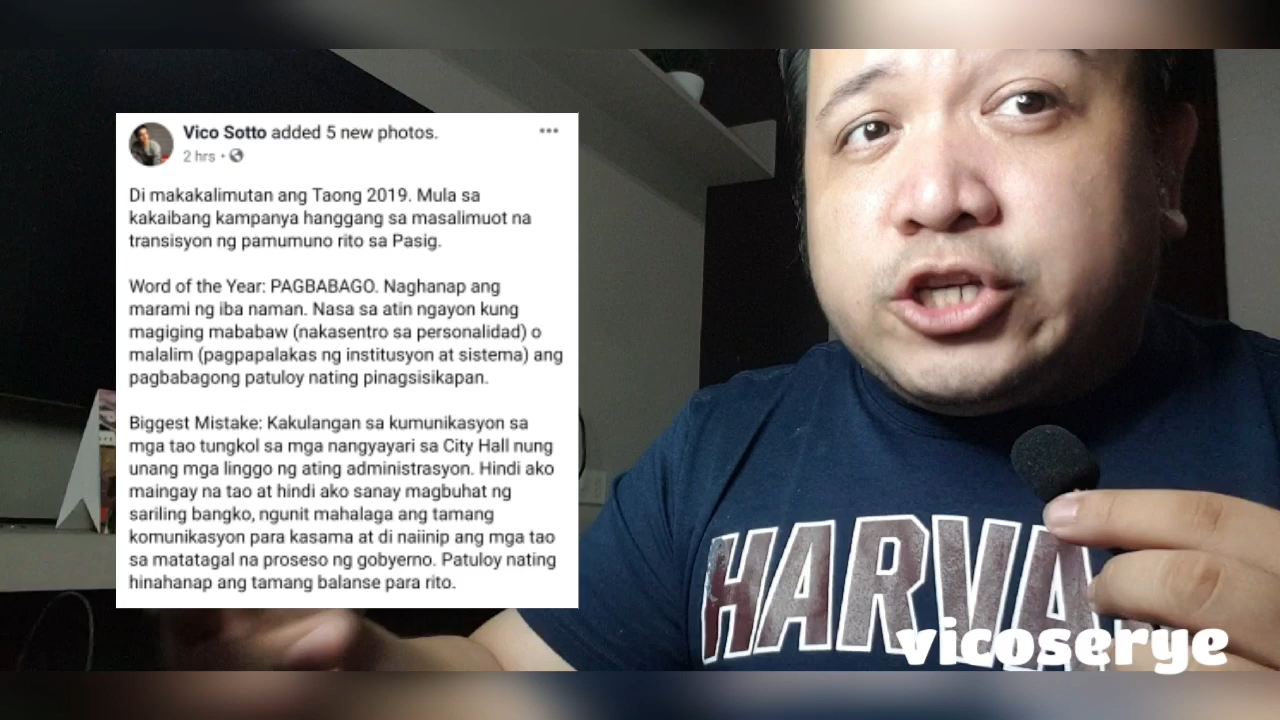 Vico Sotto added 5 new photos.
2 hrs
Di makakalimutan ang Taong 2019. Mula sa
kakaibang kampanya hanggang sa masalimuot na
transisyon ng pamumuno rito sa Pasig.
Word of the Year: PAGBABAGO. Naghanap ang
marami ng iba naman. Nasa sa atin ngayon kung
magiging mababaw (nakasentro sa personalidad) o
malalim (pagpapalakas ng institusyon at sistema) ang
pagbabagong patuloy nating pinagsisikapan.
Biggest Mistake: Kakulangan sa kumunikasyon sa
mga tao tungkol sa mga nangyayari sa City Hall nung
unang mga linggo ng ating administrasyon. Hindi ako
maingay na tao at hindi ako sanay magbuhat ng
sariling bangko, ngunit mahalaga ang tamang
komunikasyon para kasama at di naiinip ang mga tao
sa matatagal na proseso ng gobyerno. Patuloy nating
hinahanap ang tamang balanse para rito.
HARVA
vicoserye